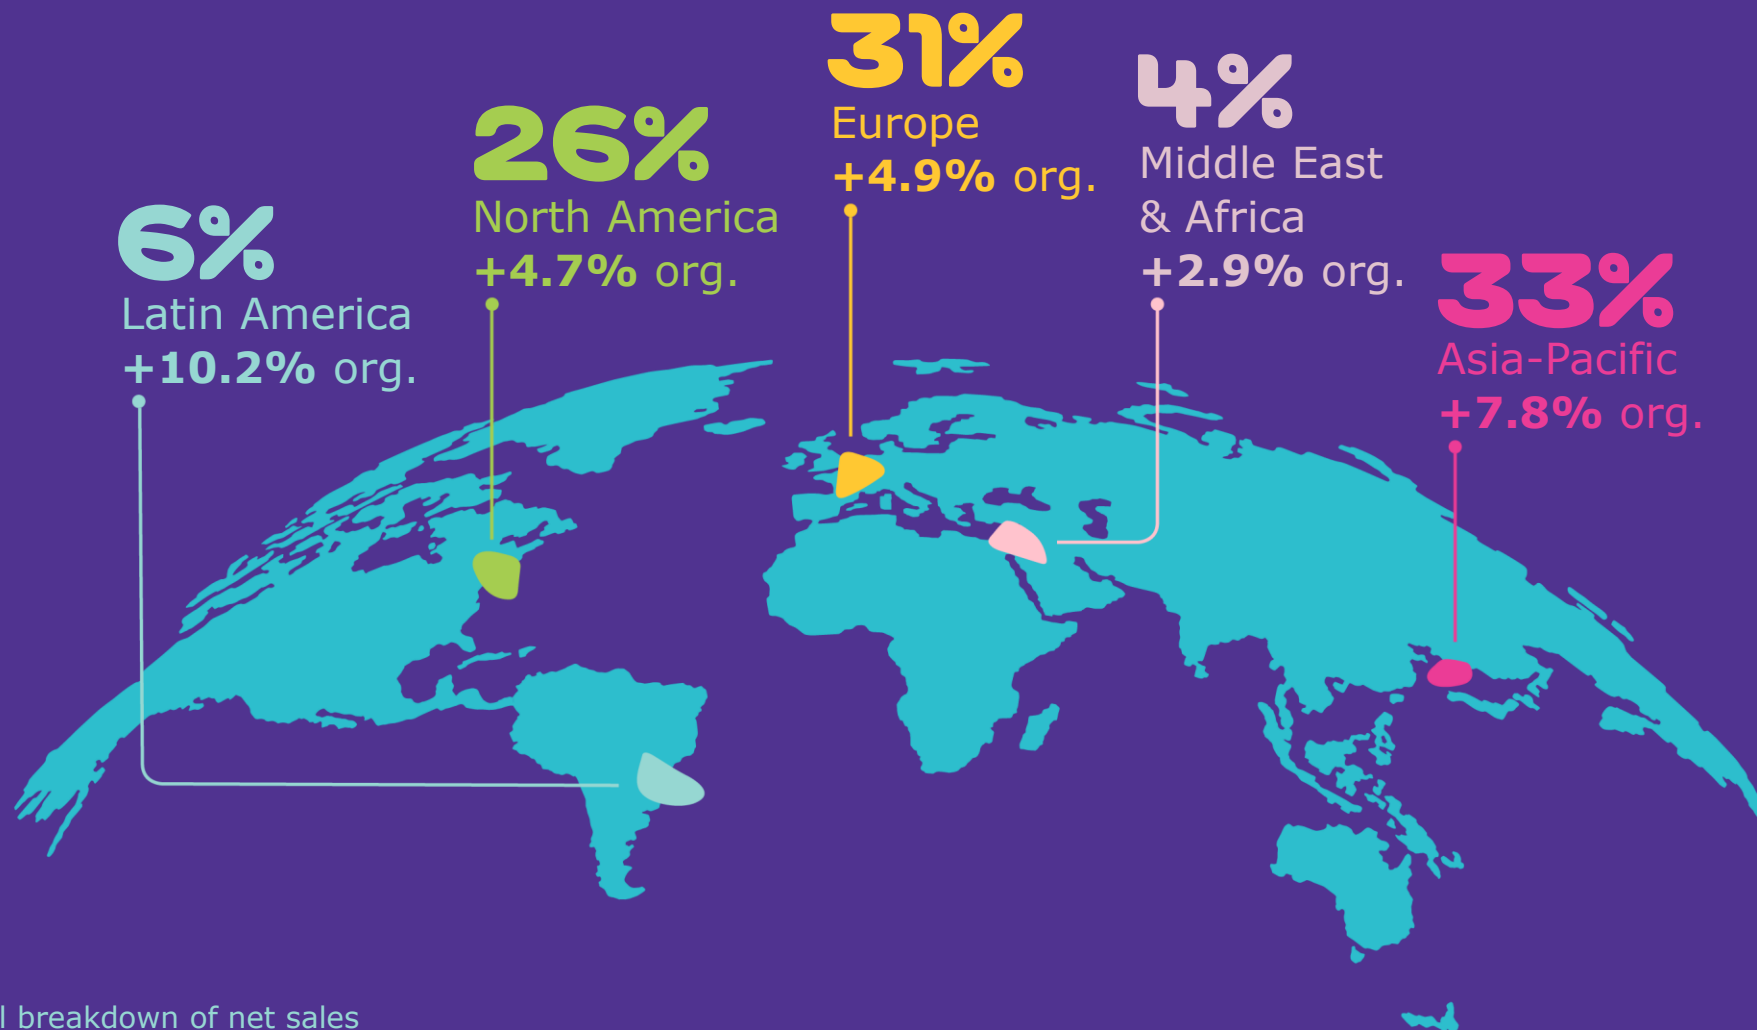 31%
Europe
+4.9% org.
4%
Middle East
& Africa
+2.9% org.
26%
North America
+4.7% org.
6%
Latin America
+10.2% org.
33%
Asia-Pacific
+7.8% org.
breakdown of net sales